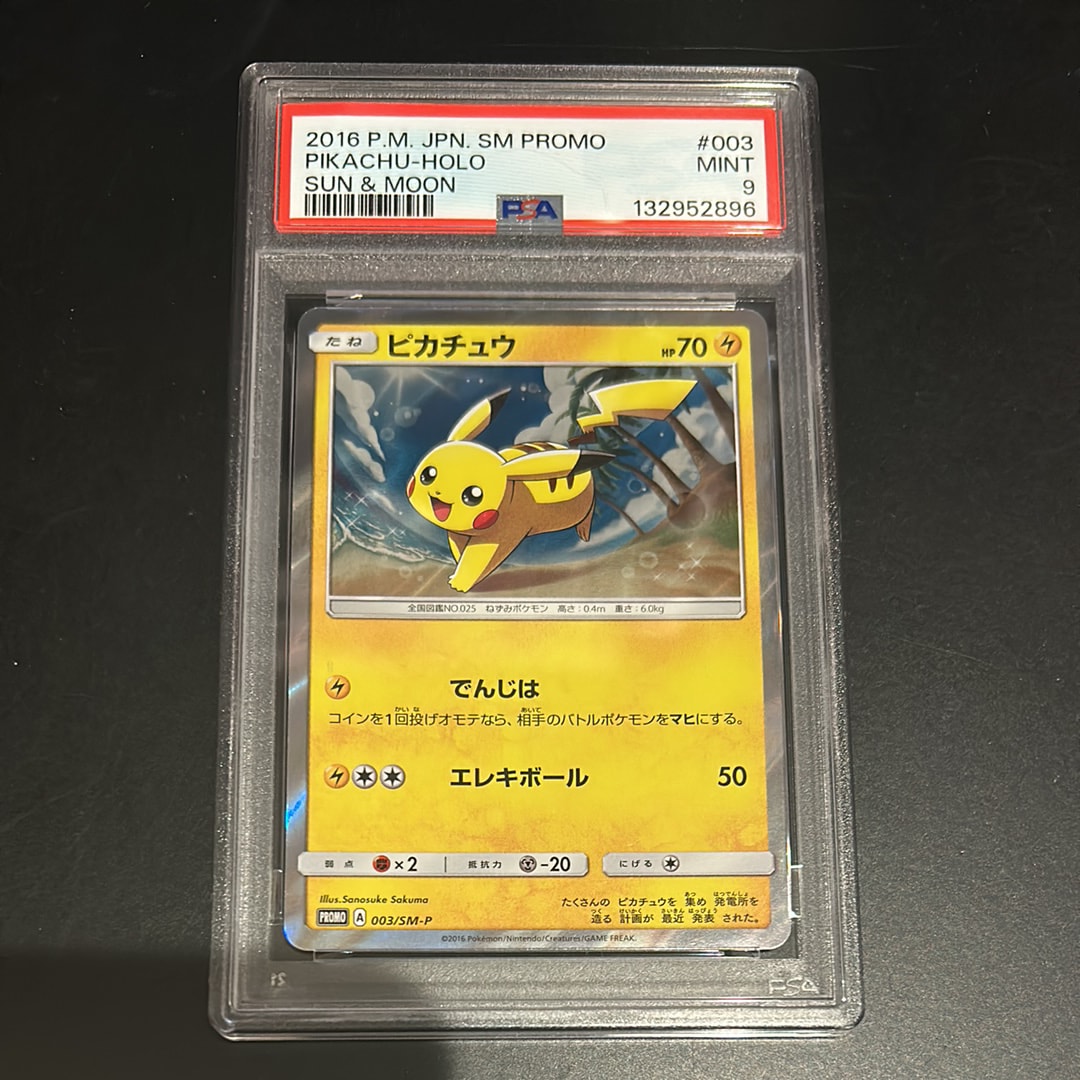 2016 P.M. JPN. SM PROMO #003
PIKACHU-HOLO MINT
SUN & MOON 9
PSA 132952896
たね ピカチュウ HP70
全国図鑑NO.025 ねずみポケモン 高さ:0.4m 重さ:6.0kg
でんじは
コインを1回投げオモテなら、相手のバトルポケモンをマヒにする。
エレキボール 50
弱点 ×2 抵抗力 -20 にげる
Illus.Sanosuke Sakuma
たくさんの ピカチュウを 集め 発電所を
造る 計画が 最近 発表 された。
PROMO A 003/SM-P
©2016 Pokémon/Nintendo/Creatures/GAME FREAK.
PSA